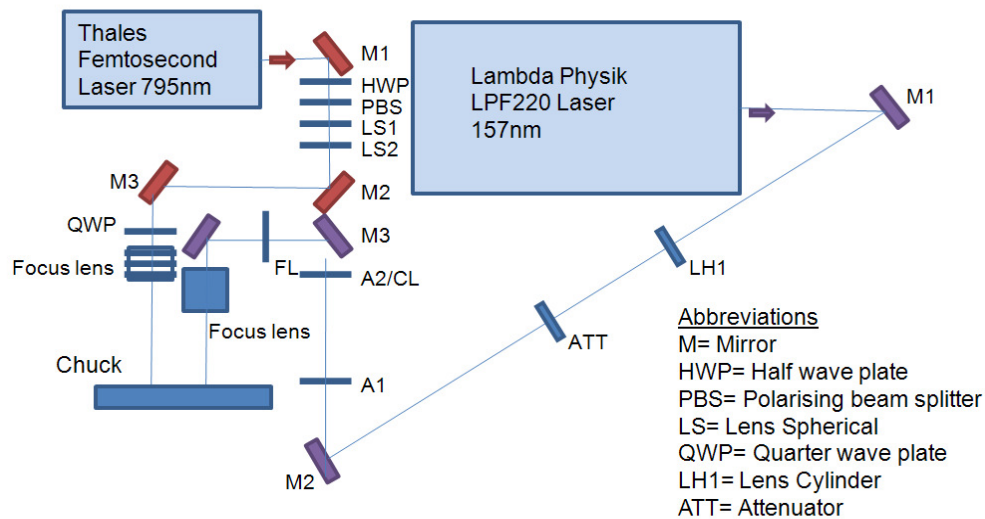 Thales
Femtosecond
Laser 795nm
M1
HWP
PBS
LS1
LS2
M2
M3
QWP
Focus lens
Chuck
Lambda Physik
LPF220 Laser
157nm
M1
LH1
ATT
M2
A1
A2/CL
M3
FL
Focus lens
Abbreviations
M= Mirror
HWP= Half wave plate
PBS= Polarising beam splitter
LS= Lens Spherical
QWP= Quarter wave plate
LH1= Lens Cylinder
ATT= Attenuator